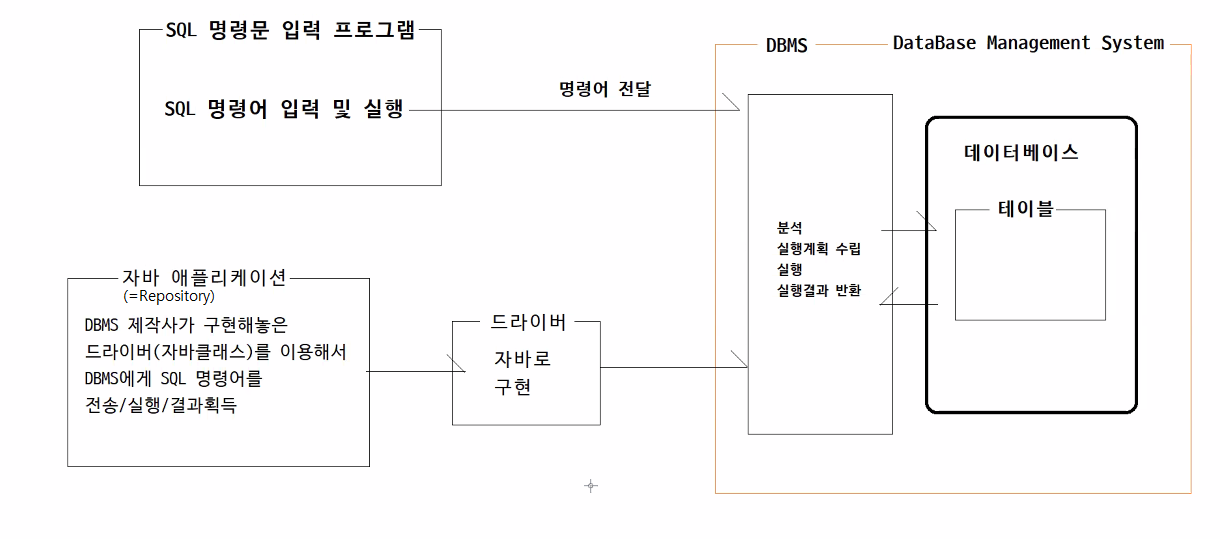 SQL 명령문 입력 프로그램
SQL 명령어 입력 및 실행
명령어 전달
DBMS
DataBase Management System
데이터베이스
테이블
분석
실행계획 수립
실행
실행결과 반환
자바 애플리케이션
(=Repository)
DBMS 제작사가 구현해놓은
드라이버(자바클래스)를 이용해서
DBMS에게 SQL 명령어를
전송/실행/결과획득
드라이버
자바로
구현